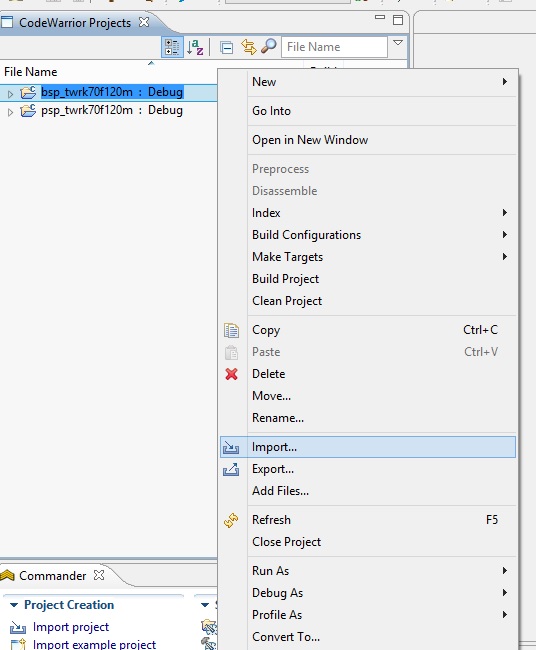 CodeWarrior Projects
File Name
File Name
bsp_twrk70f120m : Debug
psp_twrk70f120m : Debug
New
Go Into
Open in New Window
Preprocess
Disassemble
Index
Build Configurations
Make Targets
Build Project
Clean Project
Copy Ctrl+C
Paste Ctrl+V
Delete
Move...
Rename...
Import...
Export...
Add Files...
Refresh F5
Close Project
Run As
Debug As
Profile As
Convert To...
Commander
Project Creation
Import project
Import example project